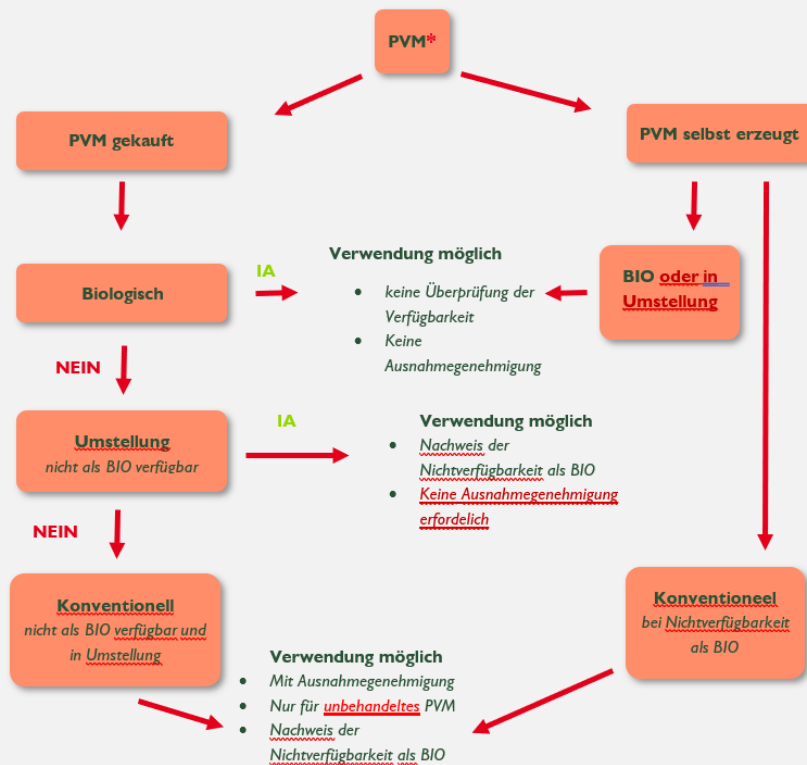 PVM*
PVM gekauft
PVM selbst erzeugt
Biologisch
IA
Verwendung möglich
• keine Überprüfung der
Verfügbarkeit
• Keine
Ausnahmegenehmigung
BIO oder in
Umstellung
NEIN
Umstellung
nicht als BIO verfügbar
IA
Verwendung möglich
• Nachweis der
Nichtverfügbarkeit als BIO
• Keine Ausnahmegenehmigung
erfordelich
NEIN
Konventionell
nicht als BIO verfügbar und
in Umstellung
Konventioneel
bei Nichtverfügbarkeit
als BIO
Verwendung möglich
• Mit Ausnahmegenehmigung
• Nur für unbehandeltes PVM
• Nachweis der
Nichtverfügbarkeit als BIO